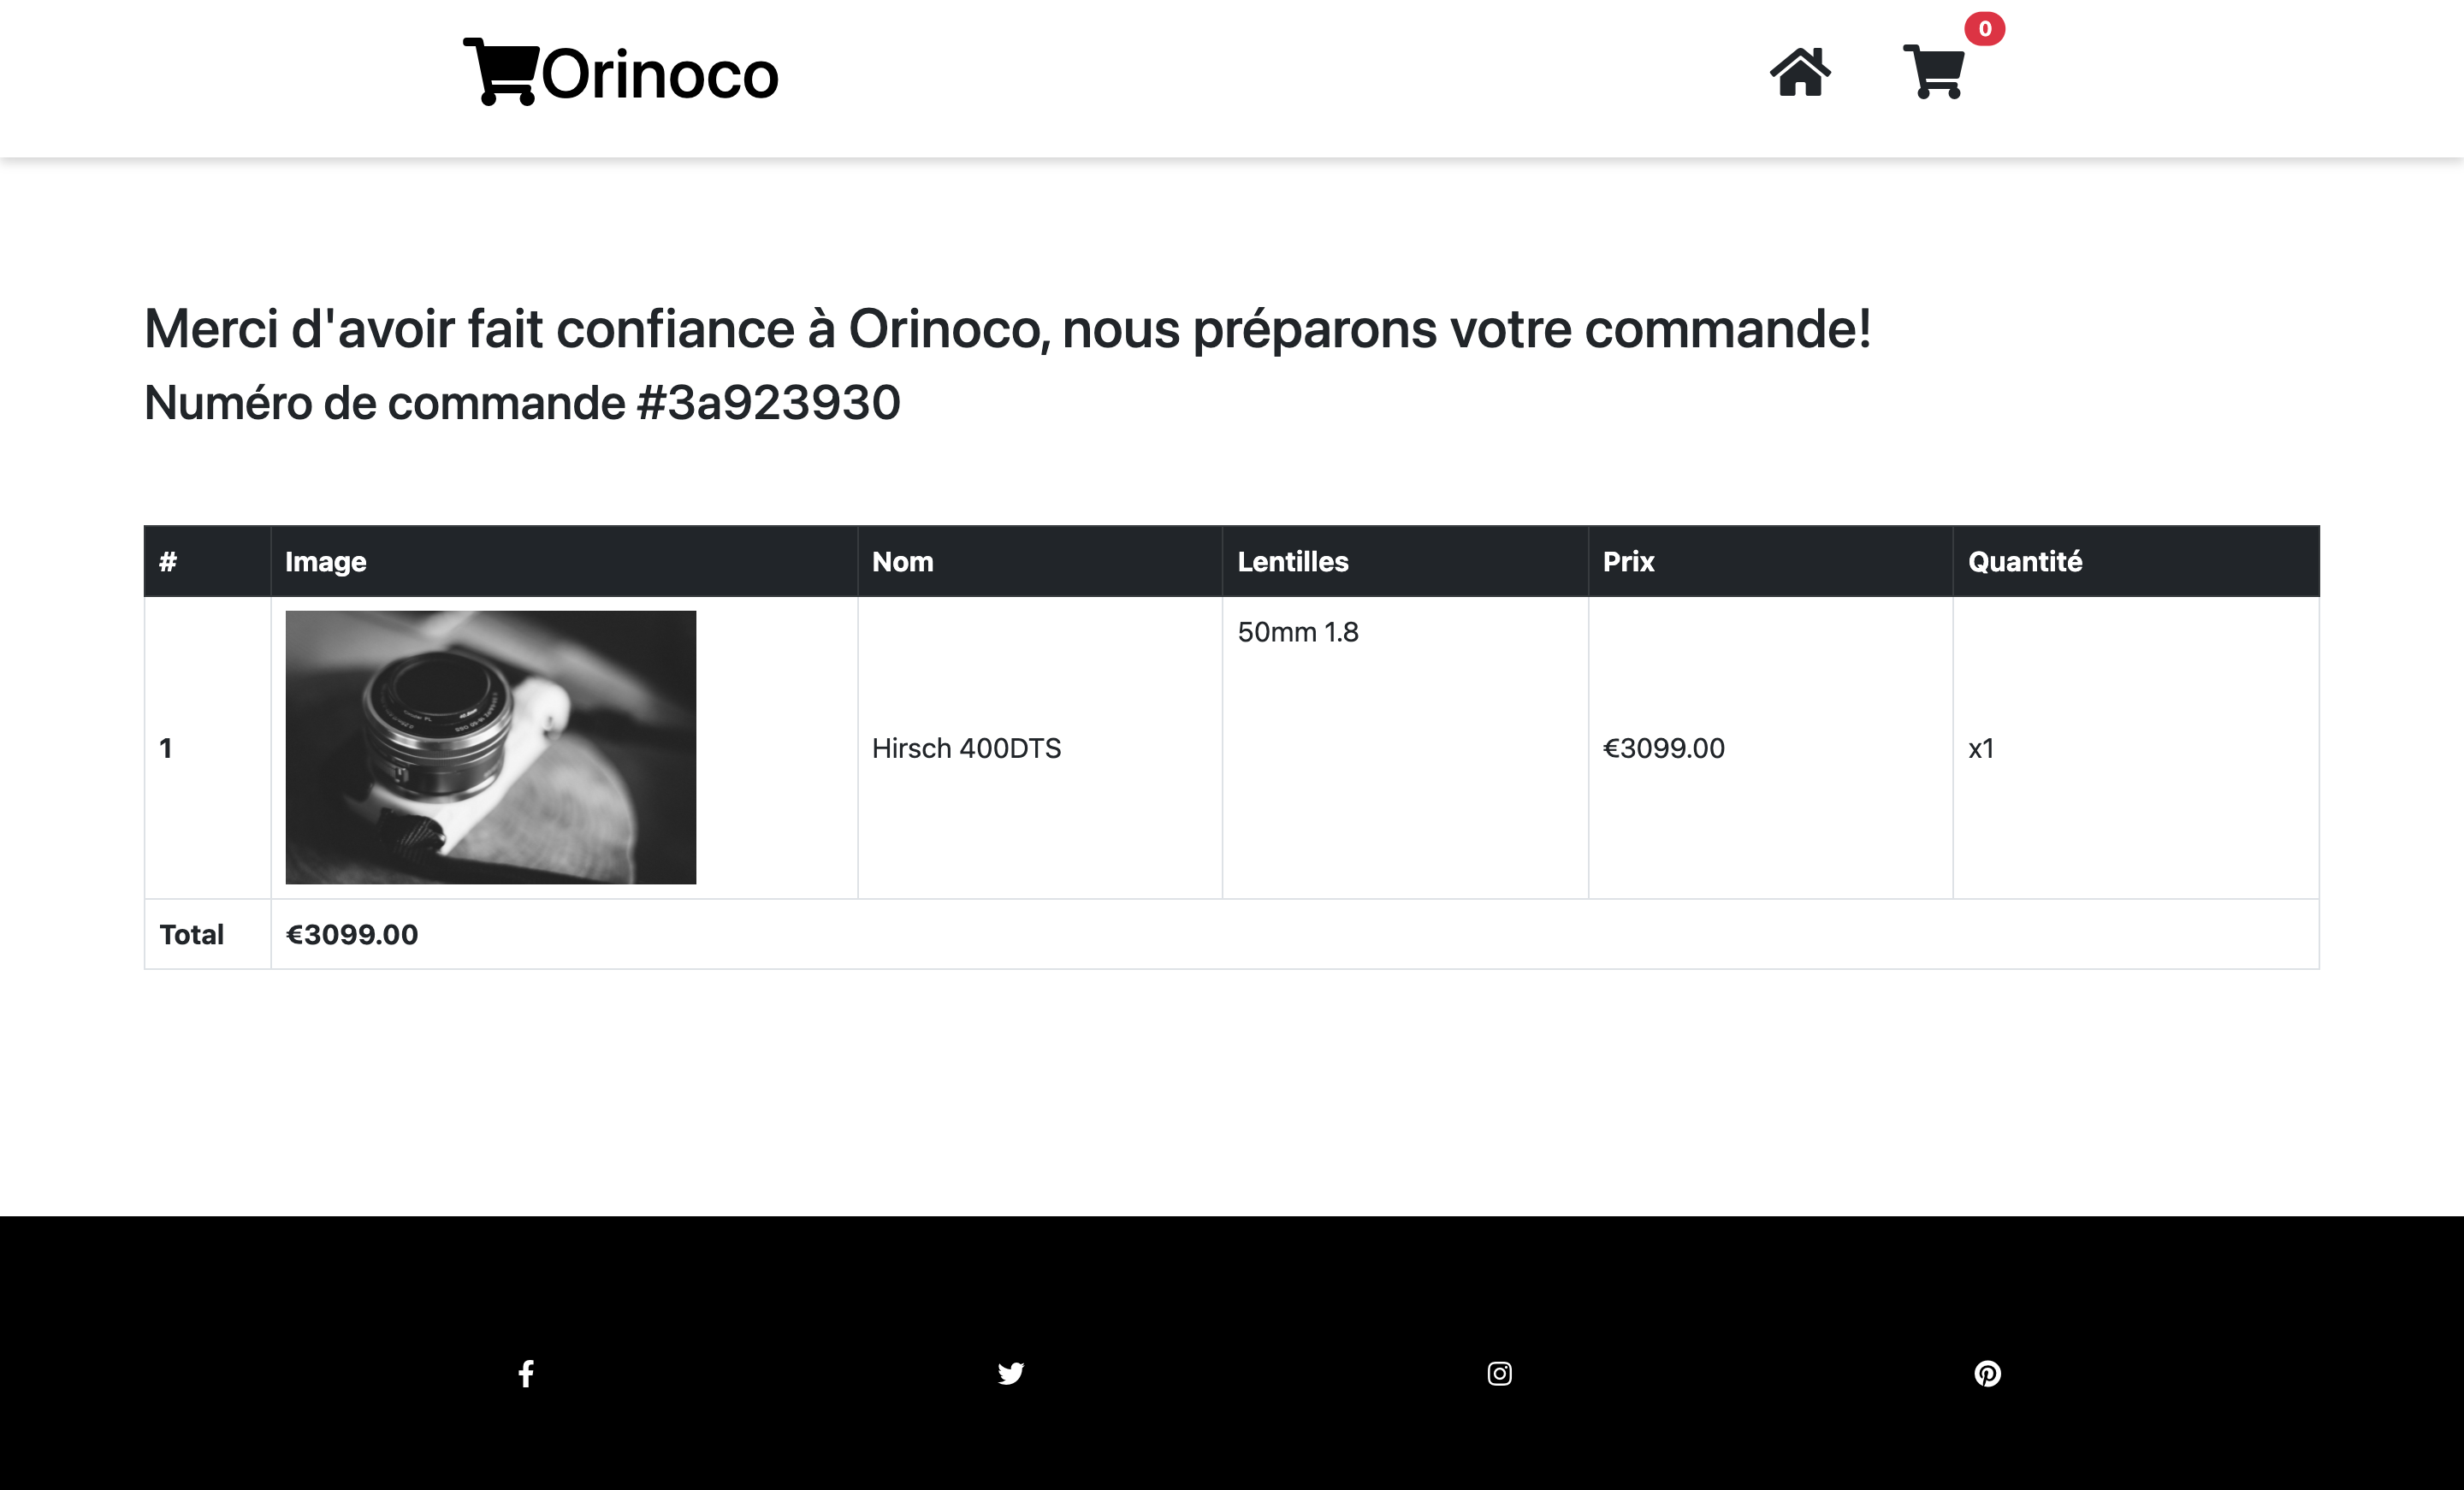 Orinoco
0
Merci d'avoir fait confiance à Orinoco, nous préparons votre commande!
Numéro de commande #3a923930
# Image Nom Lentilles Prix Quantité
1 Hirsch 400DTS 50mm 1.8 €3099.00 x1
Total €3099.00